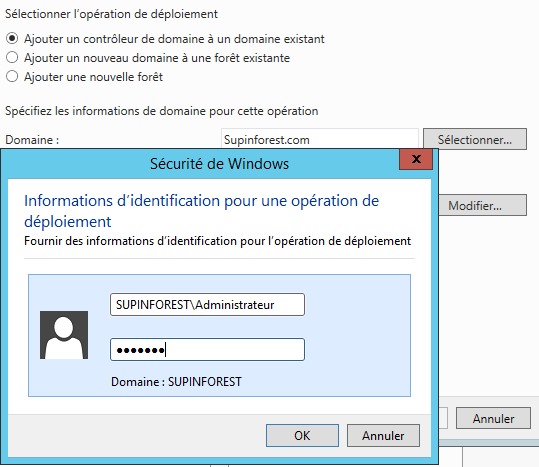 Sélectionner l'opération de déploiement
Ajouter un contrôleur de domaine à un domaine existant
Ajouter un nouveau domaine à une forêt existante
Ajouter une nouvelle forêt
Spécifiez les informations de domaine pour cette opération
Domaine : Supinforest.com Sélectionner...
Sécurité de Windows
x
Informations d'identification pour une opération de
déploiement
Fournir des informations d'identification pour l'opération de déploiement
Modifier...
SUPINFOREST\Administrateur
●●●●●●●
Domaine : SUPINFOREST
OK Annuler
Annuler